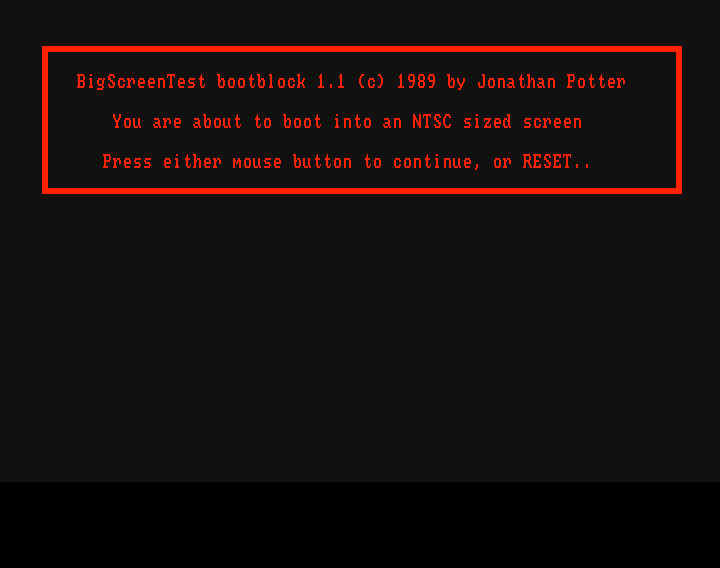 BigScreenTest bootblock 1.1 (c) 1989 by Jonathan Potter
You are about to boot into an NTSC sized screen
Press either mouse button to continue, or RESET..